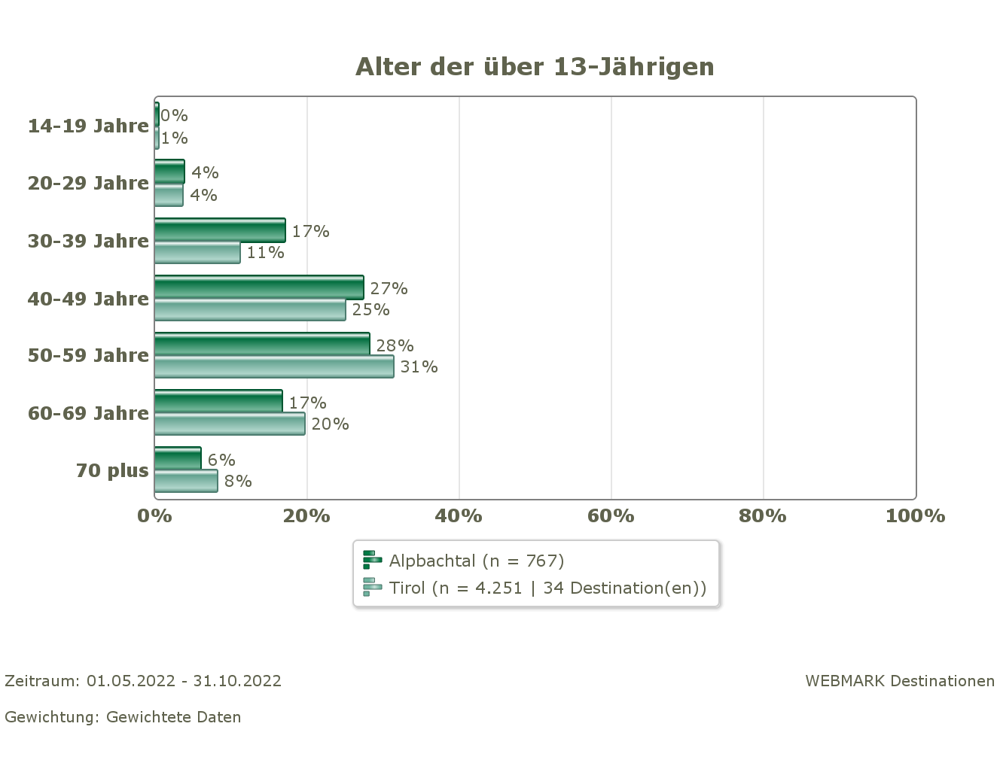 Alter der über 13-Jährigen
14-19 Jahre
0%
1%
20-29 Jahre
4%
4%
30-39 Jahre
17%
11%
40-49 Jahre
27%
25%
50-59 Jahre
28%
31%
60-69 Jahre
17%
20%
70 plus
6%
8%
0% 20% 40% 60% 80% 100%
Alpbachtal (n = 767)
Tirol (n = 4.251 | 34 Destination(en))
Zeitraum: 01.05.2022 - 31.10.2022
WEBMARK Destinationen
Gewichtung: Gewichtete Daten